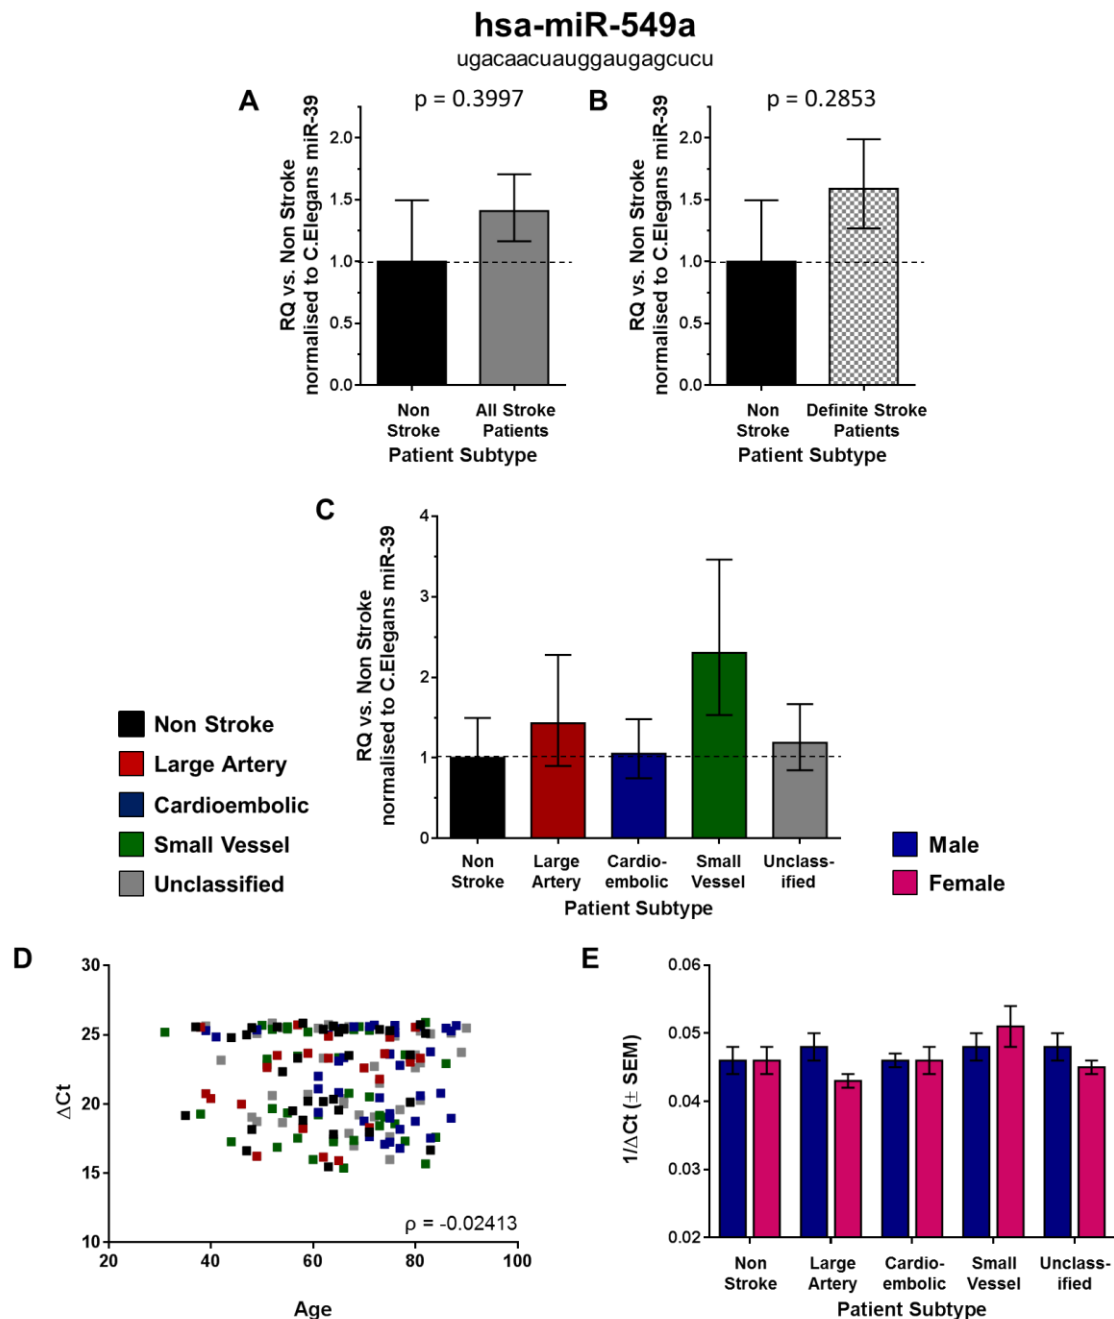 hsa-miR-549a
ugacaacuauggaugagcucu
A
p = 0.3997
RQ vs. Non Stroke
normalised to C.Elegans miR-39
2.0
1.5
1.0
0.5
0.0
Non
Stroke
All Stroke
Patients
Patient Subtype
B
p = 0.2853
RQ vs. Non Stroke
normalised to C.Elegans miR-39
2.0
1.5
1.0
0.5
0.0
Non
Stroke
Definite Stroke
Patients
Patient Subtype
C
RQ vs. Non Stroke
normalised to C.Elegans miR-39
4
3
2
1
0
Non
Stroke
Large
Artery
Cardio-
embolic
Small
Vessel
Unclass-
ified
Patient Subtype
Non Stroke
Large Artery
Cardioembolic
Small Vessel
Unclassified
Male
Female
D
ΔCt
30
25
20
15
10
ρ = -0.02413
20
40
60
80
100
Age
E
1/ΔCt (± SEM)
0.06
0.05
0.04
0.03
0.02
Non
Stroke
Large
Artery
Cardio-
embolic
Small
Vessel
Unclass-
ified
Patient Subtype